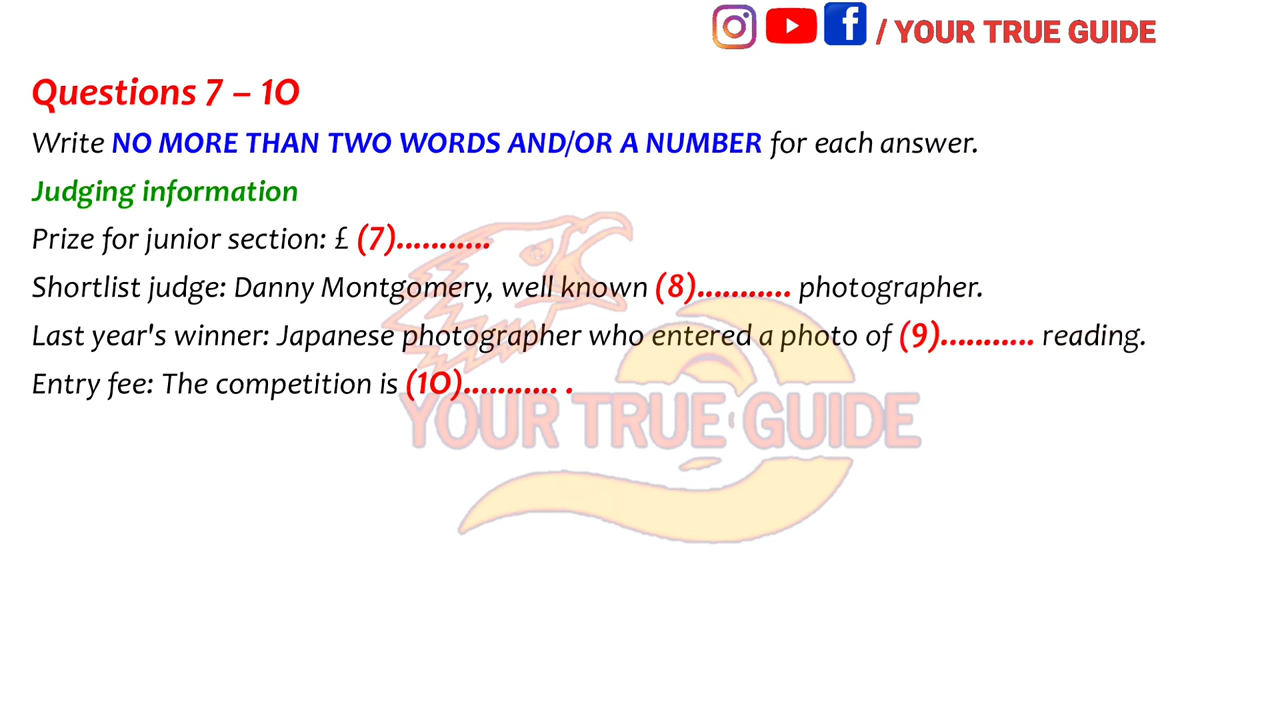 / YOUR TRUE GUIDE
Questions 7 – 10
Write NO MORE THAN TWO WORDS AND/OR A NUMBER for each answer.
Judging information
Prize for junior section: £ (7)...........
Shortlist judge: Danny Montgomery, well known (8)........... photographer.
Last year's winner: Japanese photographer who entered a photo of (9)........... reading.
Entry fee: The competition is (10)........... .
YOUR TRUE GUIDE